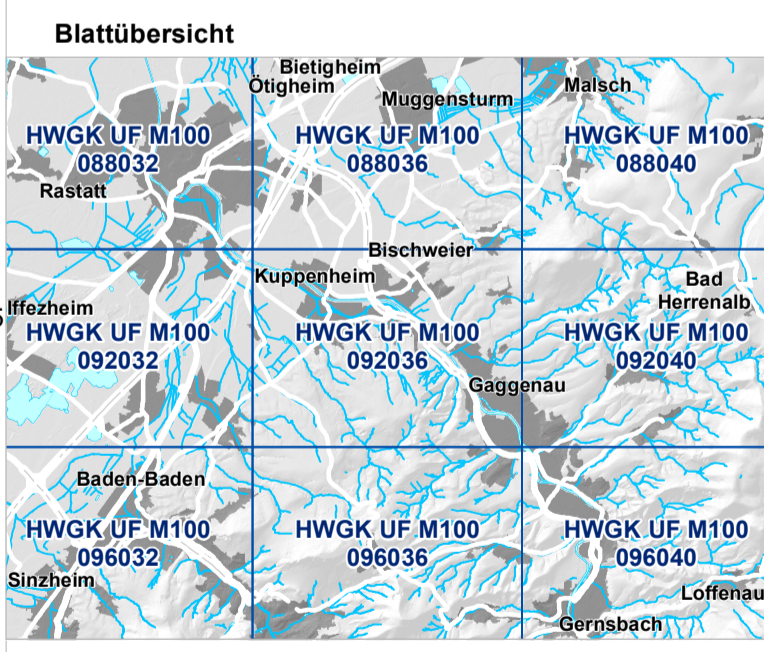 Blattübersicht
Bietigheim
Ötigheim
Muggensturm
Malsch
HWGK UF M100
088032
HWGK UF M100
088036
HWGK UF M100
088040
Rastatt
Bischweier
Kuppenheim
Bad
Herrenalb
Iffezheim
HWGK UF M100
092032
HWGK UF M100
092036
HWGK UF M100
092040
Gaggenau
Baden-Baden
HWGK UF M100
096032
HWGK UF M100
096036
HWGK UF M100
096040
Sinzheim
Loffenau
Gernsbach